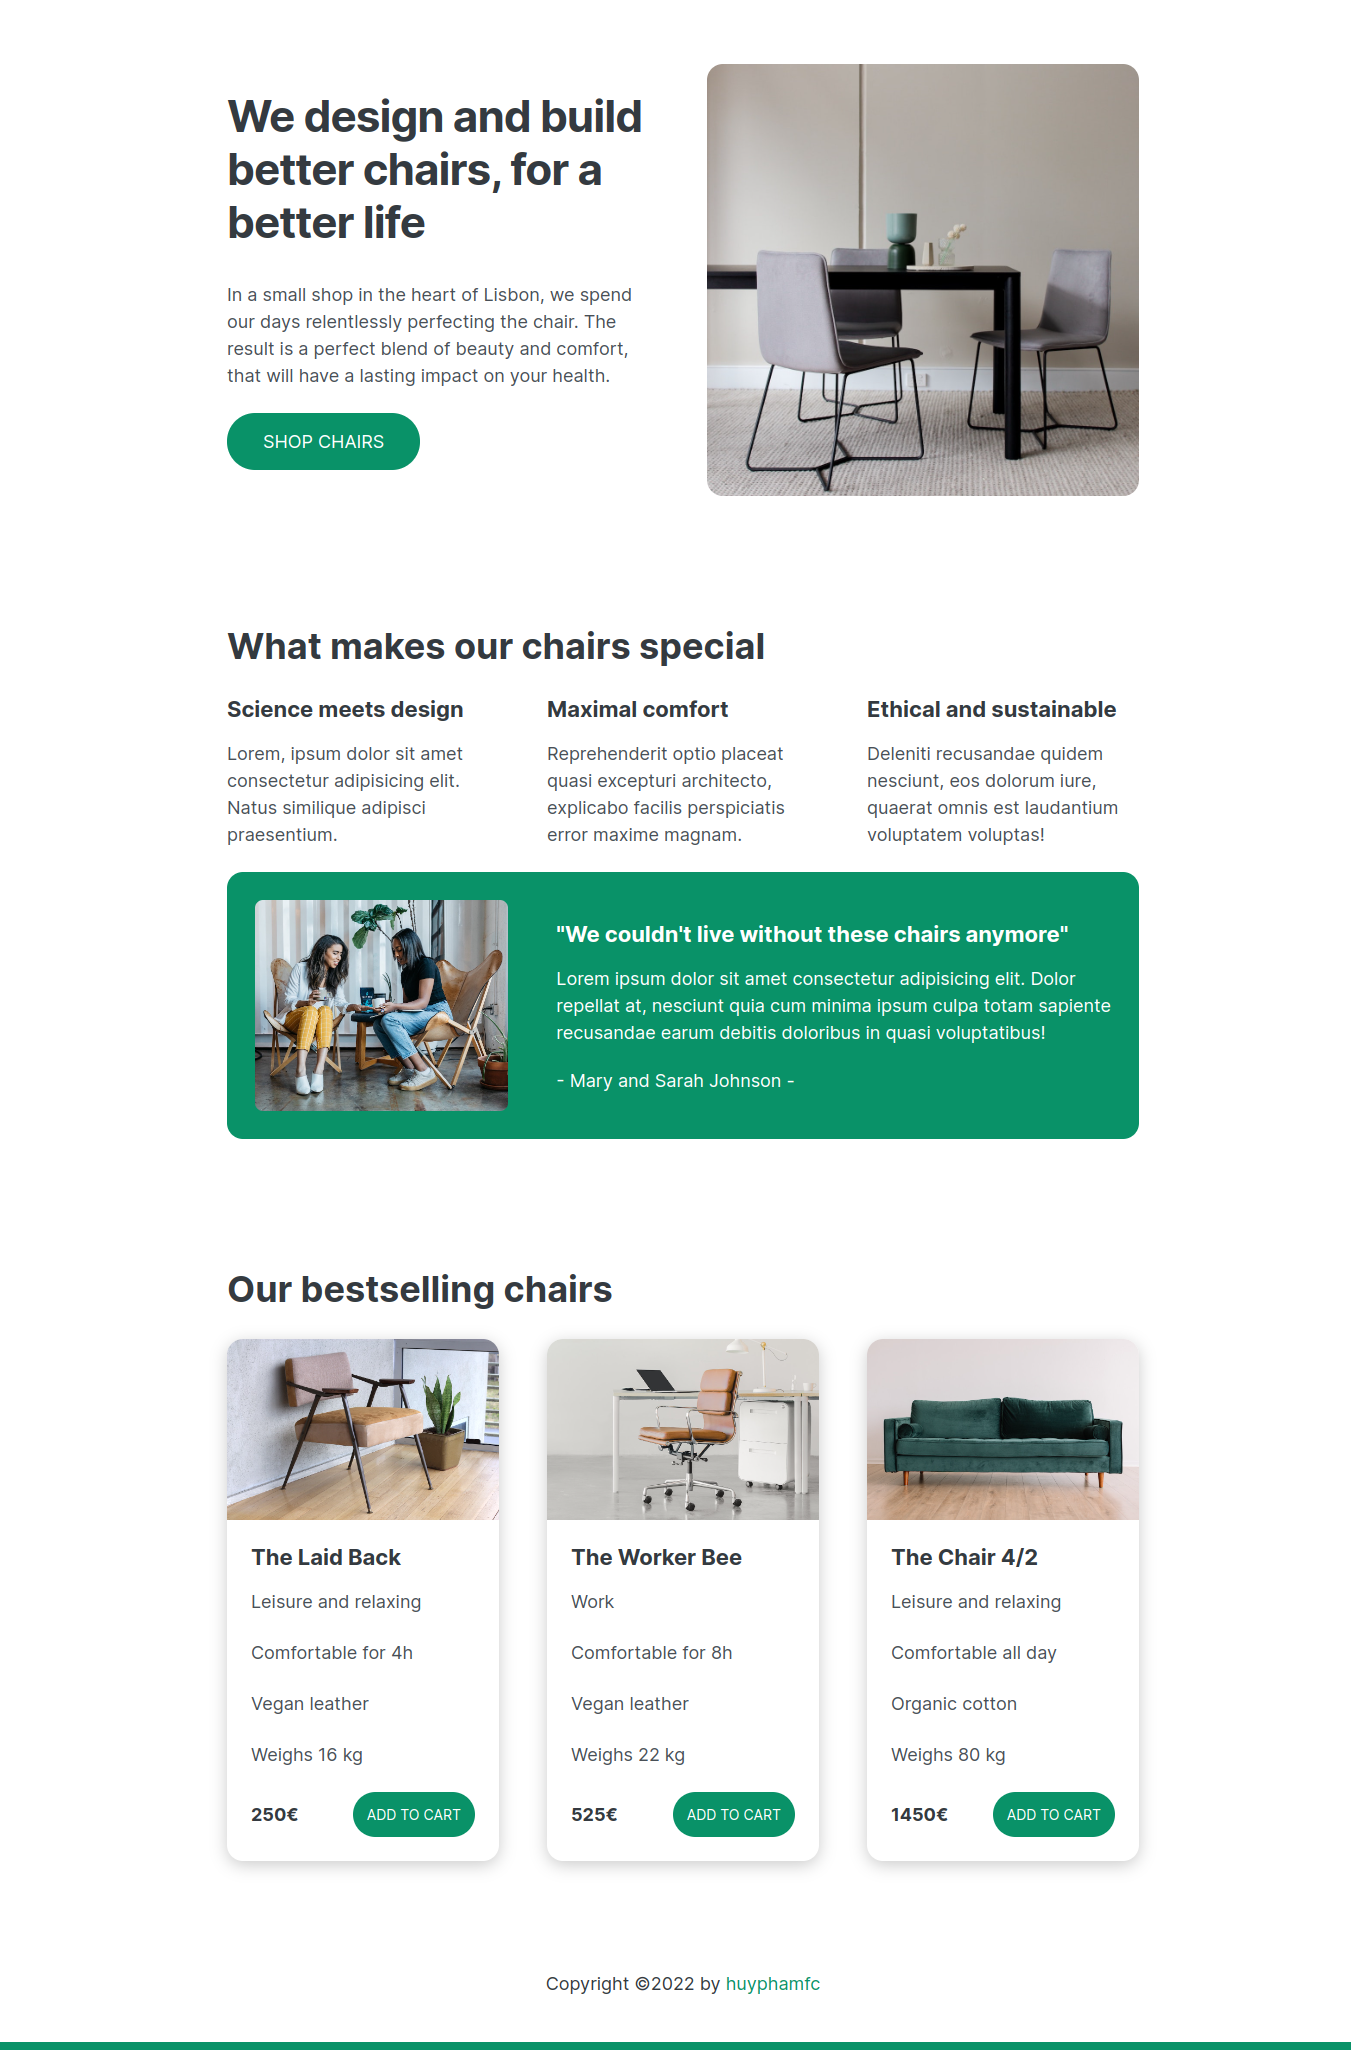 We design and build
better chairs, for a
better life
In a small shop in the heart of Lisbon, we spend
our days relentlessly perfecting the chair. The
result is a perfect blend of beauty and comfort,
that will have a lasting impact on your health.
SHOP CHAIRS
What makes our chairs special
Science meets design
Lorem, ipsum dolor sit amet
consectetur adipisicing elit.
Natus similique adipisci
praesentium.
Maximal comfort
Reprehenderit optio placeat
quasi excepturi architecto,
explicabo facilis perspiciatis
error maxime magnam.
Ethical and sustainable
Deleniti recusandae quidem
nesciunt, eos dolorum iure,
quaerat omnis est laudantium
voluptatem voluptas!
"We couldn't live without these chairs anymore"
Lorem ipsum dolor sit amet consectetur adipisicing elit. Dolor
repellat at, nesciunt quia cum minima ipsum culpa totam sapiente
recusandae earum debitis doloribus in quasi voluptatibus!
- Mary and Sarah Johnson -
Our bestselling chairs
The Laid Back
Leisure and relaxing
Comfortable for 4h
Vegan leather
Weighs 16 kg
250€
ADD TO CART
The Worker Bee
Work
Comfortable for 8h
Vegan leather
Weighs 22 kg
525€
ADD TO CART
The Chair 4/2
Leisure and relaxing
Comfortable all day
Organic cotton
Weighs 80 kg
1450€
ADD TO CART
Copyright ©2022 by huyphamfc